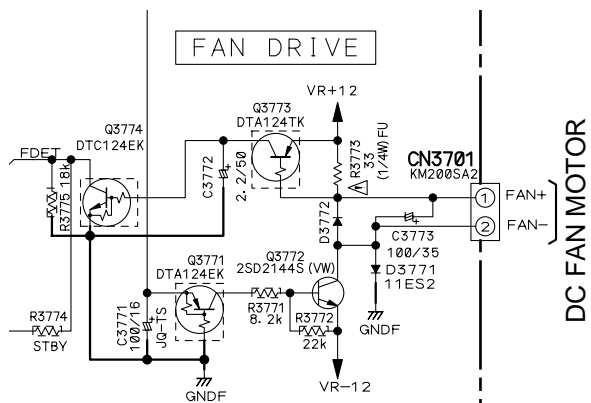 FAN DRIVE
VR+12
Q3774
DTC124EK
Q3773
DTA124TK
FDET
R3775 18k
C3772
2.2/50
R3773
33
(1/4W)FU
CN3701
KM200SA2
1 FAN+
2 FAN-
DC FAN MOTOR
D3772
C3773
100/35
Q3771
DTA124EK
Q3772
2SD2144S (VW)
D3771
11ES2
R3774
STBY
C3771
100/16
JQ-TS
R3771
8.2k
R3772
22k
GNDF
GNDF
VR-12